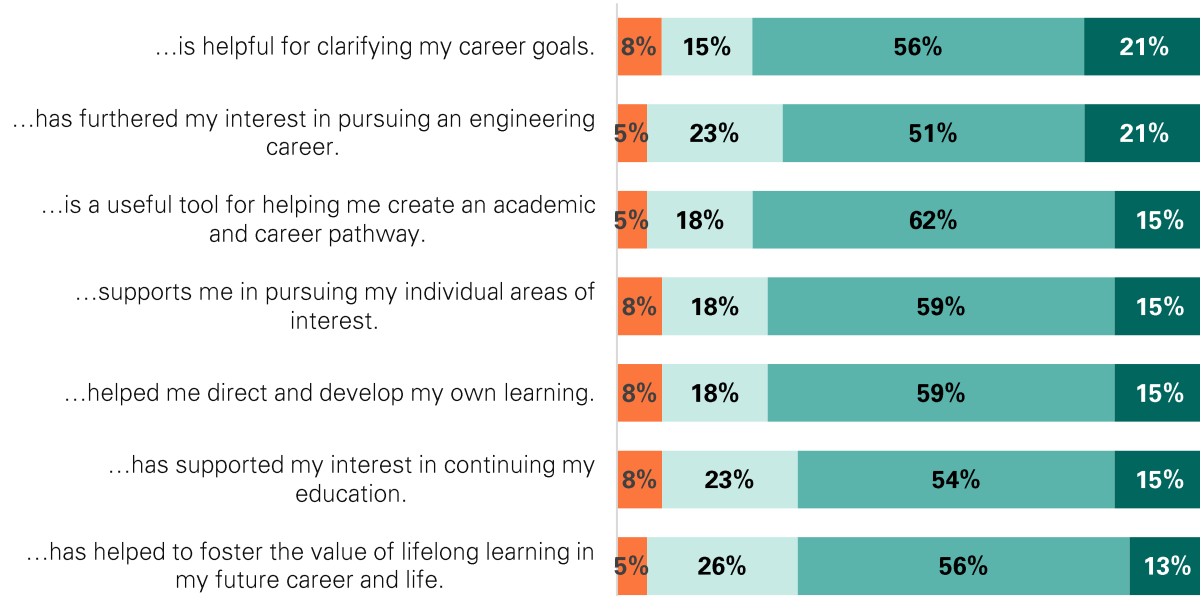 …is helpful for clarifying my career goals.
8% 15% 56% 21%
…has furthered my interest in pursuing an engineering
career.
5% 23% 51% 21%
…is a useful tool for helping me create an academic
and career pathway.
5% 18% 62% 15%
…supports me in pursuing my individual areas of
interest.
8% 18% 59% 15%
…helped me direct and develop my own learning.
8% 18% 59% 15%
…has supported my interest in continuing my
education.
8% 23% 54% 15%
…has helped to foster the value of lifelong learning in
my future career and life.
5% 26% 56% 13%